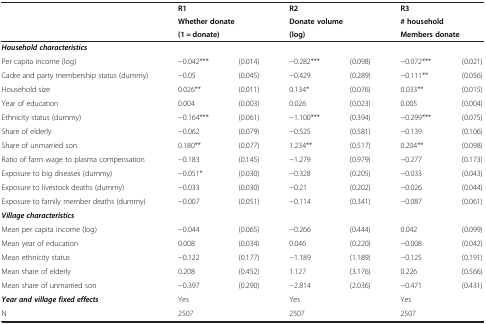 R1 R2 R3
Whether donate Donate volume # household
(1 = donate) (log) Members donate
Household characteristics
Per capita income (log) −0.042*** (0.014) −0.282*** (0.098) −0.072*** (0.021)
Cadre and party membership status (dummy) −0.05 (0.045) −0.429 (0.289) −0.111** (0.056)
Household size 0.026** (0.011) 0.134* (0.076) 0.033** (0.015)
Year of education 0.004 (0.003) 0.026 (0.023) 0.005 (0.004)
Ethnicity status (dummy) −0.164*** (0.061) −1.100*** (0.394) −0.299*** (0.075)
Share of elderly −0.062 (0.079) −0.525 (0.581) −0.139 (0.106)
Share of unmarried son 0.180** (0.077) 1.234** (0.517) 0.204** (0.098)
Ratio of farm wage to plasma compensation −0.183 (0.145) −1.279 (0.979) −0.277 (0.173)
Exposure to big diseases (dummy) −0.051* (0.030) −0.328 (0.205) −0.033 (0.043)
Exposure to livestock deaths (dummy) −0.033 (0.030) −0.21 (0.202) −0.026 (0.044)
Exposure to family member deaths (dummy) −0.007 (0.051) −0.114 (0.341) −0.087 (0.061)
Village characteristics
Mean per capita income (log) −0.044 (0.065) −0.266 (0.444) 0.042 (0.099)
Mean year of education 0.008 (0.034) 0.046 (0.220) −0.008 (0.042)
Mean ethnicity status −0.122 (0.177) −1.189 (1.189) −0.125 (0.191)
Mean share of elderly 0.208 (0.452) 1.127 (3.176) 0.226 (0.566)
Mean share of unmarried son −0.397 (0.290) −2.814 (2.036) −0.471 (0.431)
Year and village fixed effects Yes Yes Yes
N 2507 2507 2507